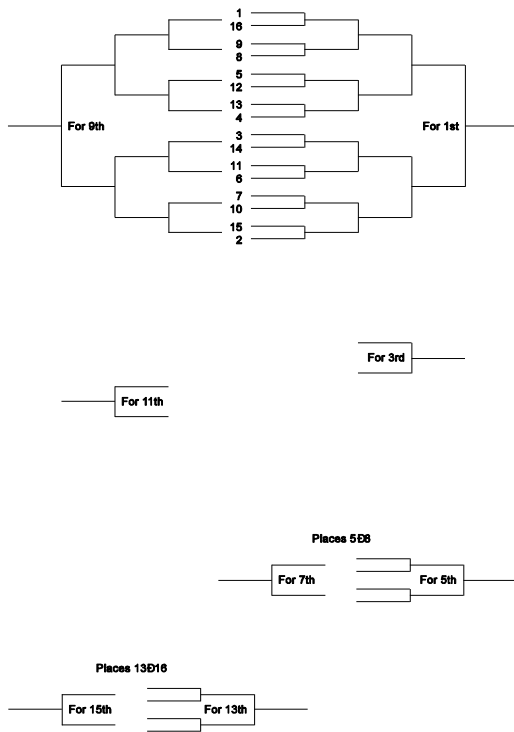 1
16
9
8
5
12
13
4
For 9th
For 1st
3
14
11
6
7
10
15
2
For 3rd
For 11th
Places 5Ð8
For 7th
For 5th
Places 13Ð16
For 15th
For 13th